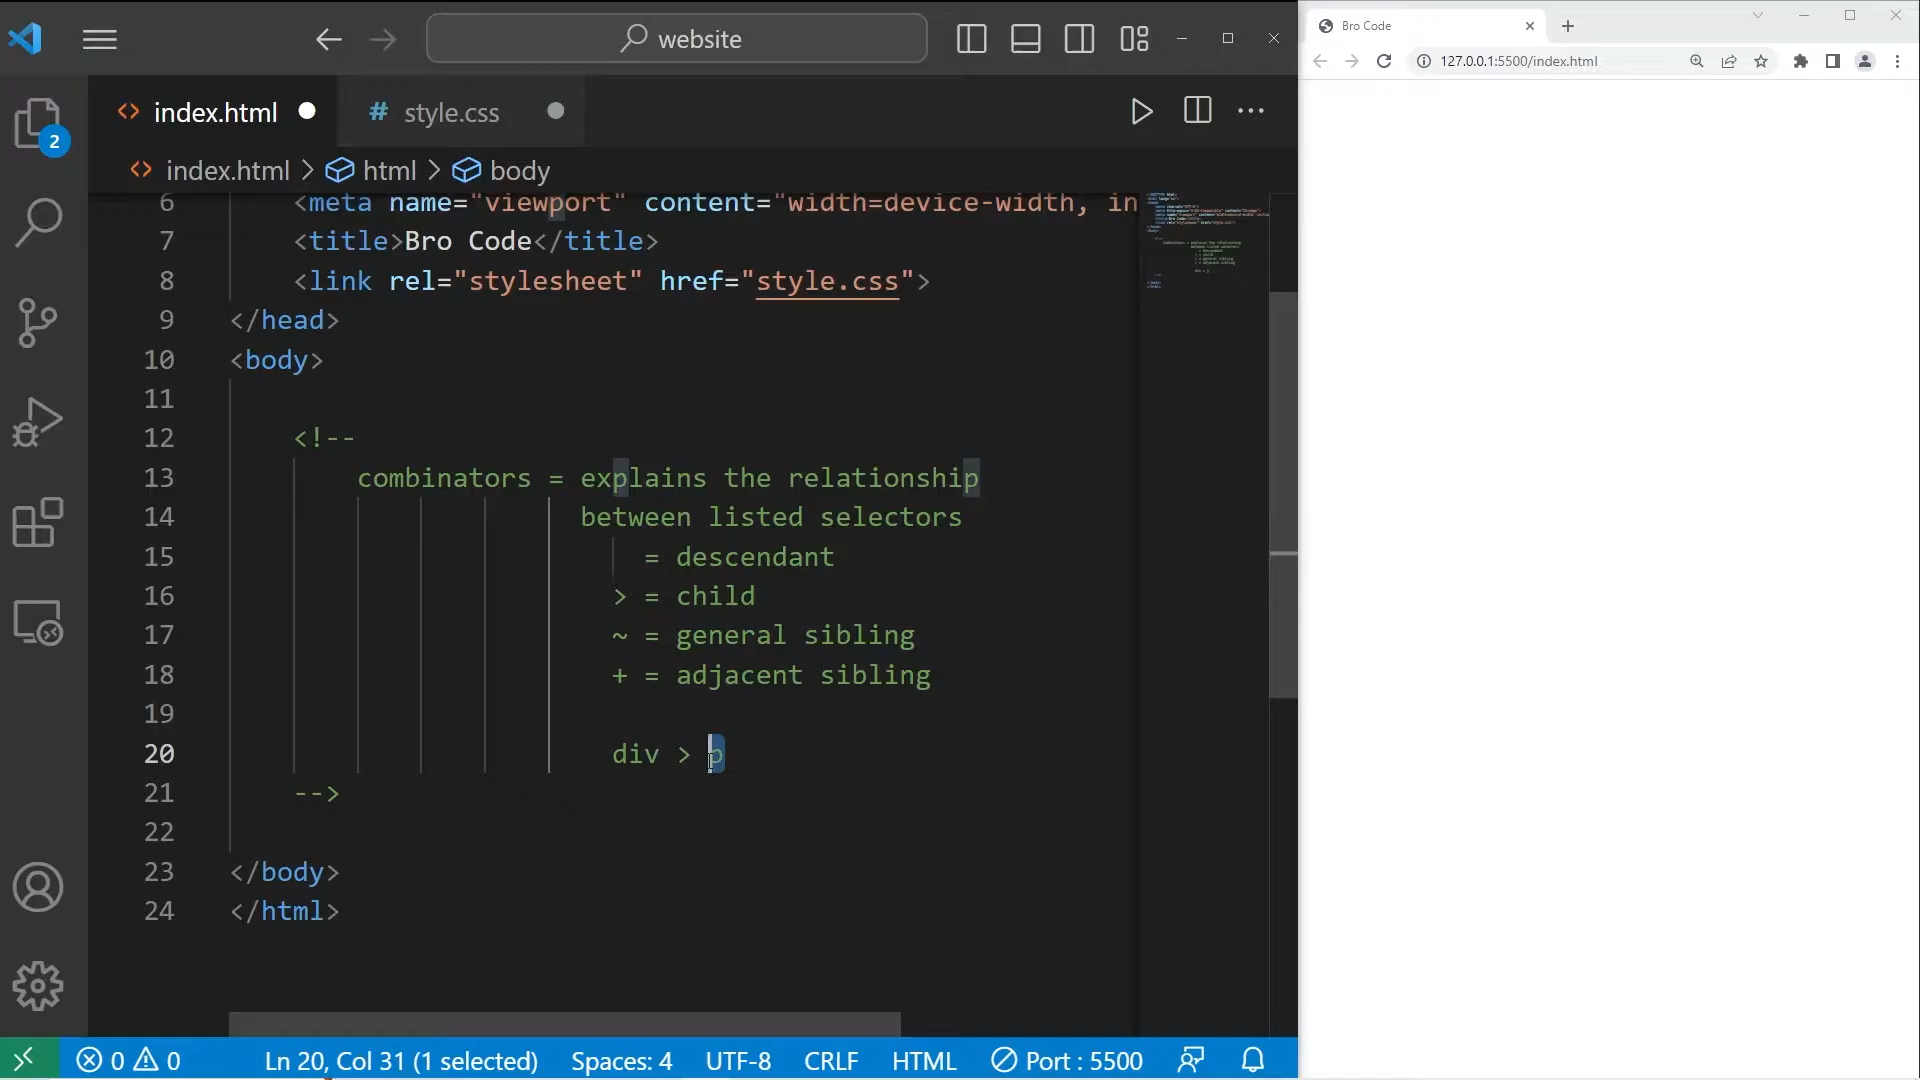 website
Bro Code
127.0.0.1:5500/index.html
index.html
# style.css
index.html > html > body
2
6 <meta name="viewport" content="width=device-width, in
7 <title>Bro Code</title>
8 <link rel="stylesheet" href="style.css">
9 </head>
10 <body>
11
12 <!--
13 combinators = explains the relationship
14 between listed selectors
15 = descendant
16 > = child
17 ~ = general sibling
18 + = adjacent sibling
19
20 div > p
21 -->
22
23 </body>
24 </html>
0 0 Ln 20, Col 31 (1 selected) Spaces: 4 UTF-8 CRLF HTML Port : 5500